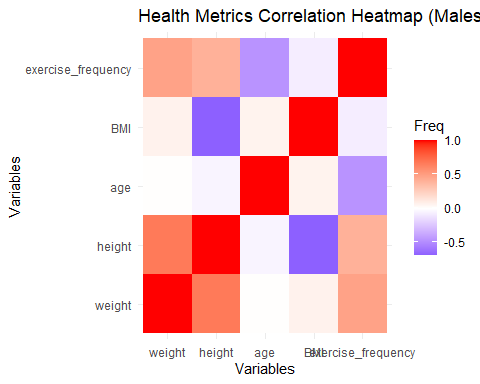 Health Metrics Correlation Heatmap (Males
exercise_frequency
BMI
age
height
weight
Variables
Freq
1.0
0.5
0.0
-0.5
weight height age BMI exercise_frequency
Variables